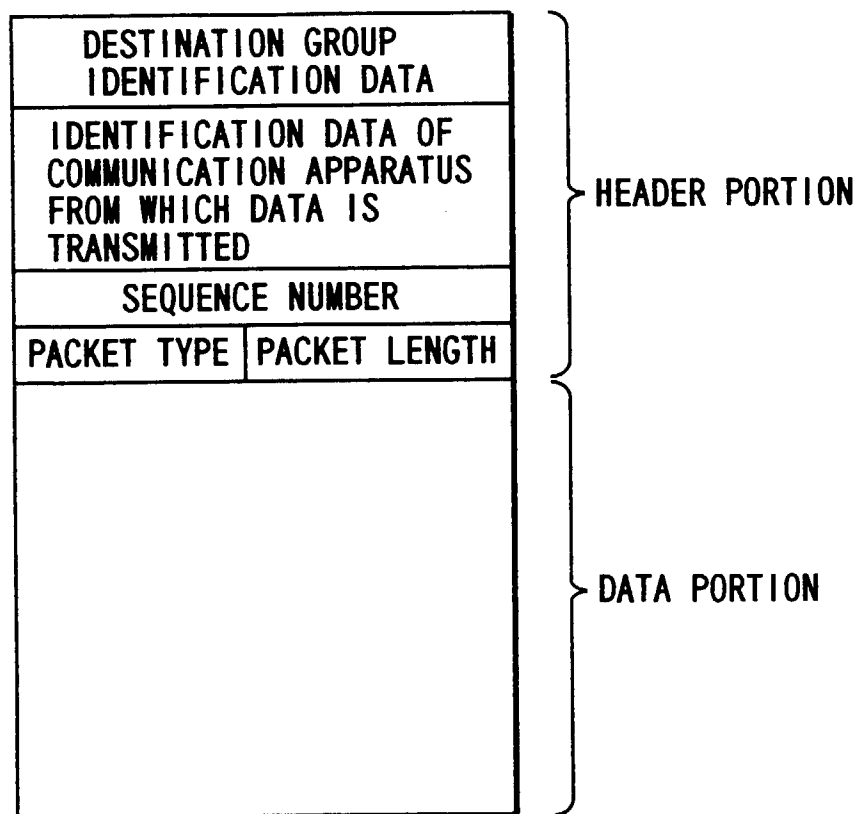 DESTINATION GROUP
IDENTIFICATION DATA
IDENTIFICATION DATA OF
COMMUNICATION APPARATUS
FROM WHICH DATA IS
TRANSMITTED
SEQUENCE NUMBER
PACKET TYPE PACKET LENGTH
HEADER PORTION
DATA PORTION